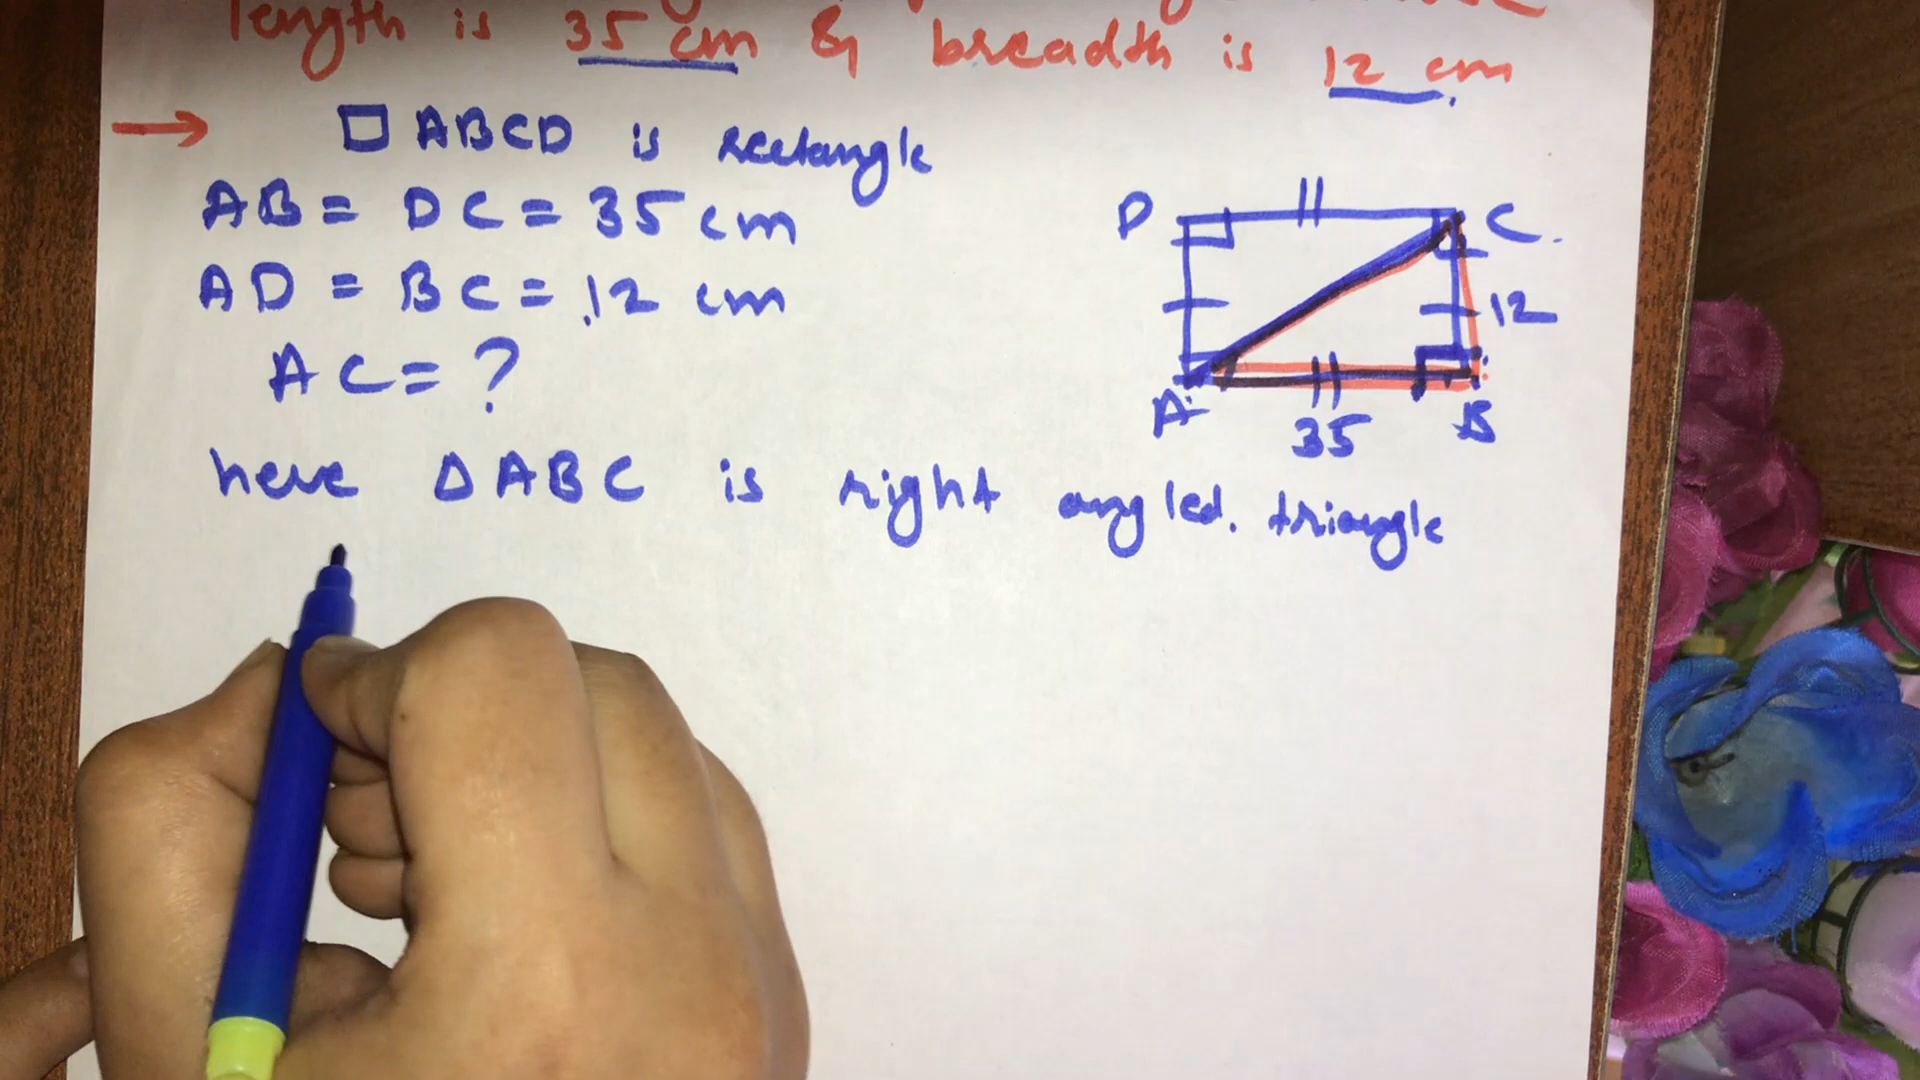 length is 35 cm & breadth is 12 cm
→ □ ABCD is rectangle
AB = DC = 35 cm
AD = BC = 12 cm
AC = ?
here Δ ABC is right angled. triangle
D C.
12
A B
35